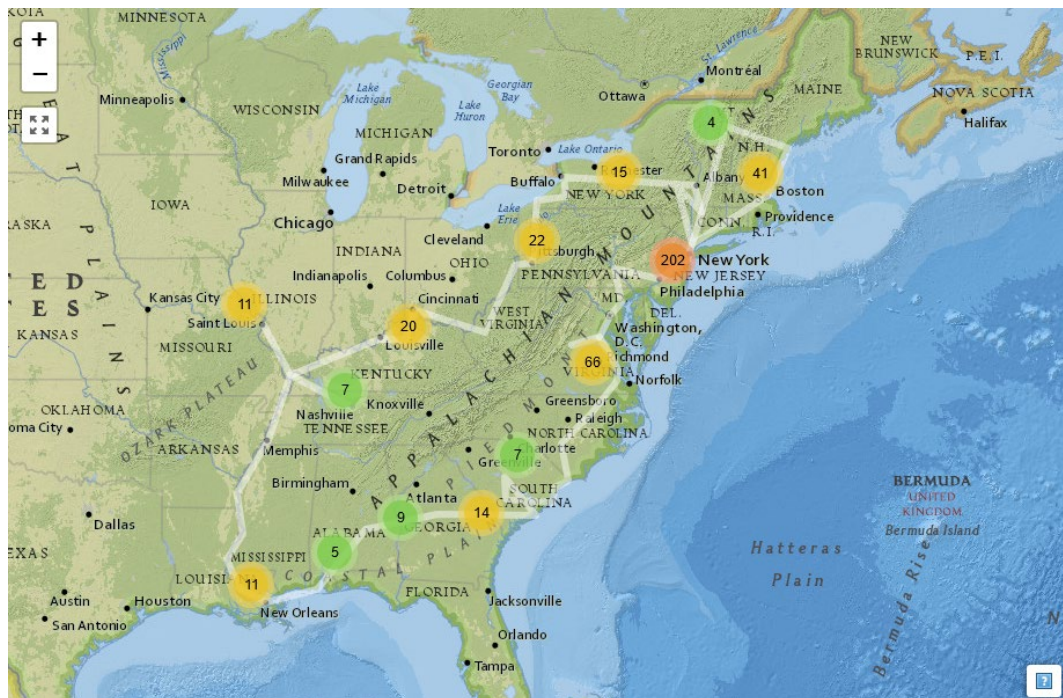 MINNESOTA
Mississippi
+
−
Minneapolis
WISCONSIN
Lake
Michigan
Lake
Huron
Georgian
Bay
MICHIGAN
Grand Rapids
Milwaukee
Chicago
Detroit
Toronto
Lake Ontario
Ottawa
St. Lawrence
Montréal
MAINE
NEW
BRUNSWICK
P.E.I.
NOVA SCOTIA
Halifax
4
N.H.
15
Buffalo
NEW YORK
41
MASS
Boston
CONN.
Providence
R.I.
IOWA
Lake
Erie
Cleveland
22
PENNSYLVANIA
202
New York
NEW JERSEY
Philadelphia
MD
DEL.
INDIANA
OHIO
Indianapolis
Columbus
Cincinnati
Kansas City
11
ILLINOIS
Saint Louis
MISSOURI
KANSAS
PLAINS
20
Louisville
WEST
VIRGINIA
Washington,
D.C.
Richmond
66
VIRGINIA
Norfolk
APPALACHIAN MOUNTAINS
KENTUCKY
7
Nashville
Knoxville
TENNESSEE
Greensboro
Raleigh
NORTH CAROLINA
Charlotte
7
Greenville
OZARK PLATEAU
OKLAHOMA
ARKANSAS
Memphis
Birmingham
Atlanta
SOUTH
CAROLINA
14
9
GEORGIA
ALABAMA
5
COASTAL PLAIN
Dallas
MISSISSIPPI
11
New Orleans
FLORIDA
Jacksonville
Orlando
Tampa
Austin
Houston
San Antonio
BERMUDA
UNITED
KINGDOM
Bermuda Island
Hatteras
Plain
Bermuda Rise
?